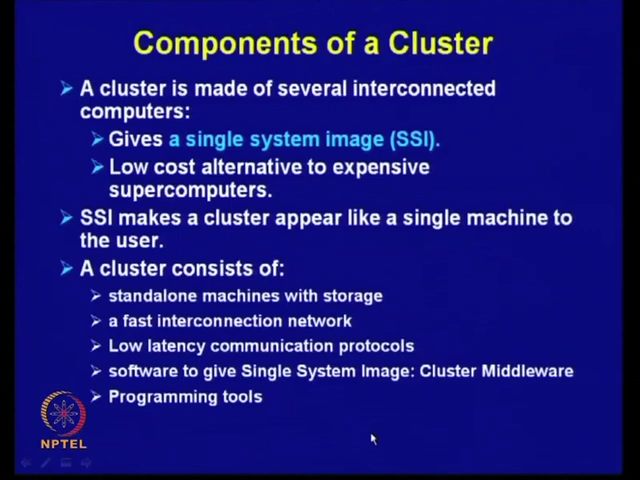 Components of a Cluster
A cluster is made of several interconnected
computers:
Gives a single system image (SSI).
Low cost alternative to expensive
supercomputers.
SSI makes a cluster appear like a single machine to
the user.
A cluster consists of:
standalone machines with storage
a fast interconnection network
Low latency communication protocols
software to give Single System Image: Cluster Middleware
Programming tools
NPTEL